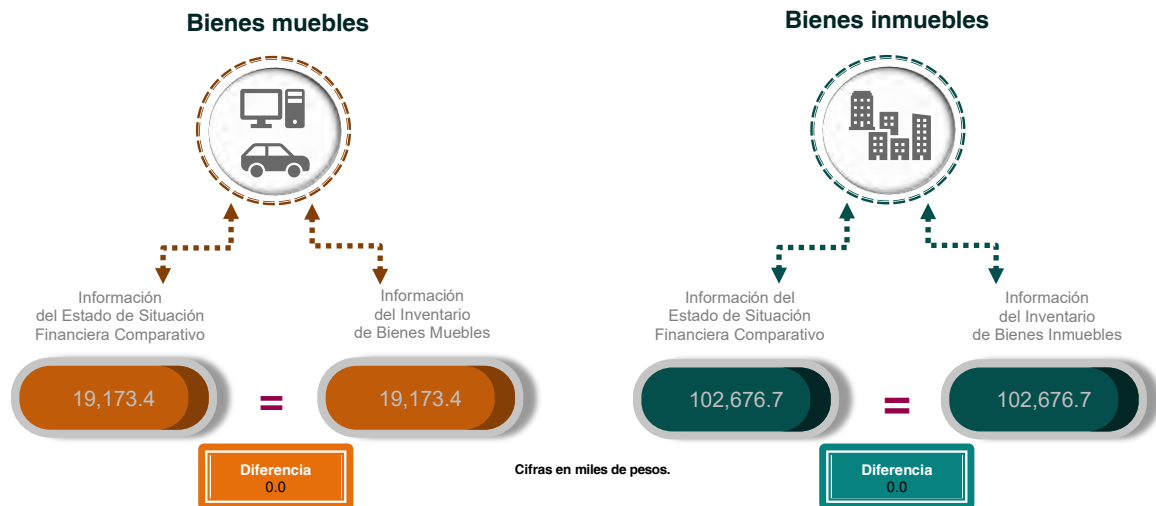 Bienes muebles
Información
del Estado de Situación
Financiera Comparativo
Información
del Inventario
de Bienes Muebles
19,173.4
=
19,173.4
Diferencia
0.0
Cifras en miles de pesos.
Bienes inmuebles
Información del
Estado de Situación
Financiera Comparativo
Información
del Inventario
de Bienes Inmuebles
102,676.7
=
102,676.7
Diferencia
0.0